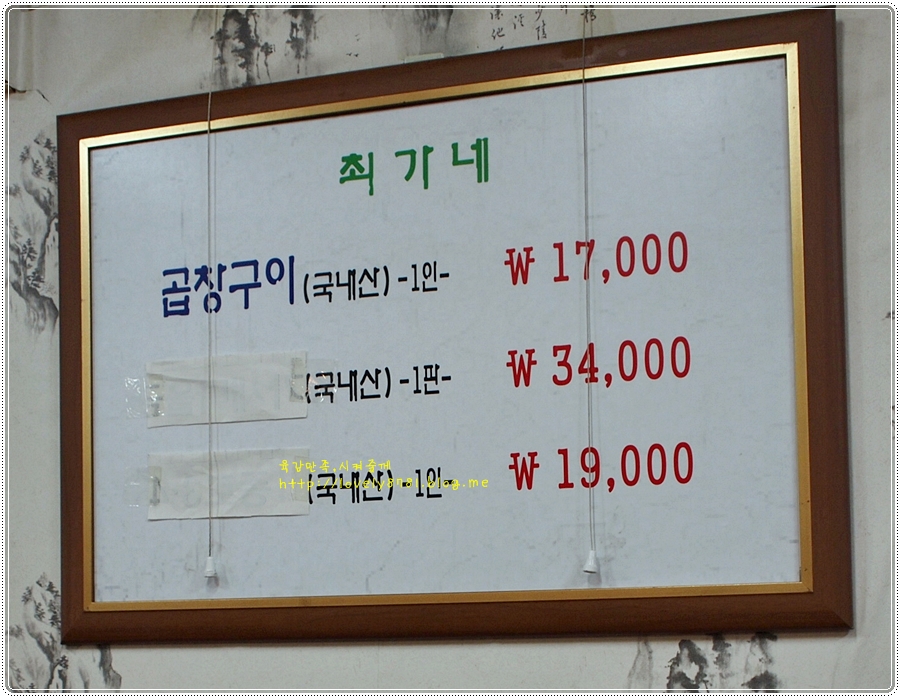 최가네
곱창구이(국내산)-1인- ₩ 17,000
(국내산)-1판- ₩ 34,000
육감만족.시켜줄께
http://lovely8781.blog.me
(국내산)-1인- ₩ 19,000